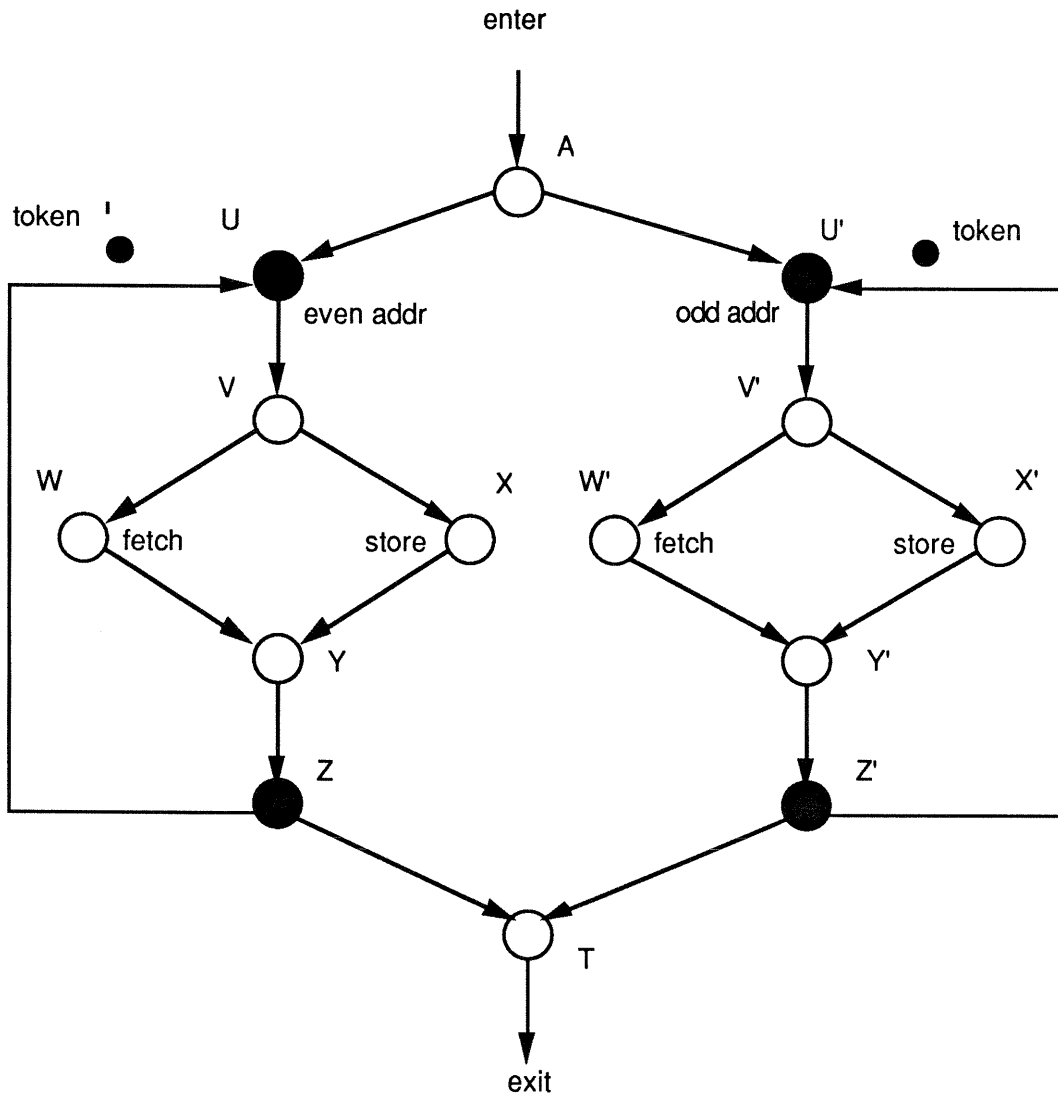 enter
A
token
U
U'
token
even addr
odd addr
V
V'
W
X
W'
X'
fetch
store
fetch
store
Y
Y'
Z
Z'
T
exit